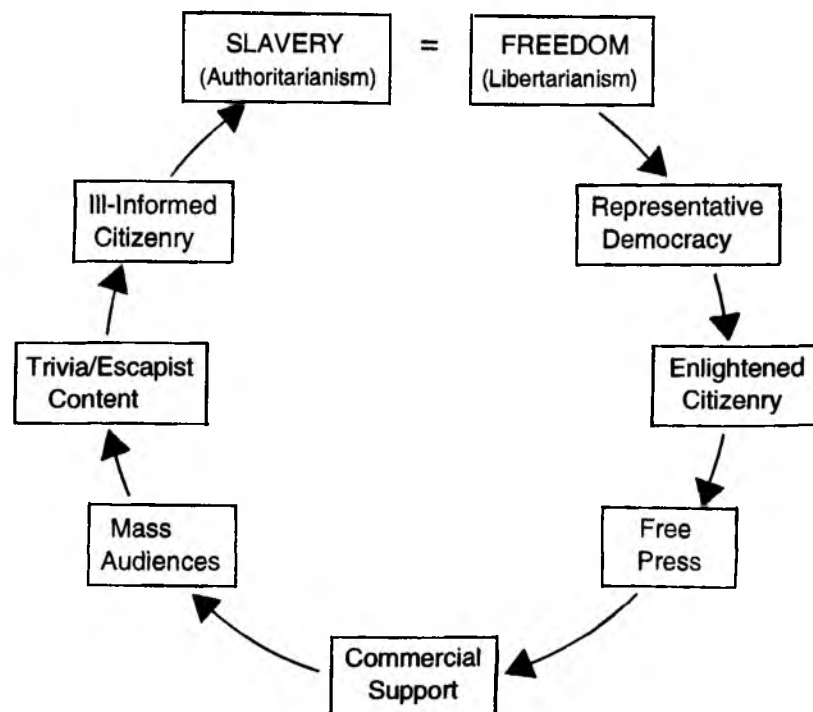 SLAVERY
(Authoritarianism)
=
FREEDOM
(Libertarianism)
Representative
Democracy
Enlightened
Citizenry
Free
Press
Commercial
Support
Mass
Audiences
Trivia/Escapist
Content
Ill-Informed
Citizenry